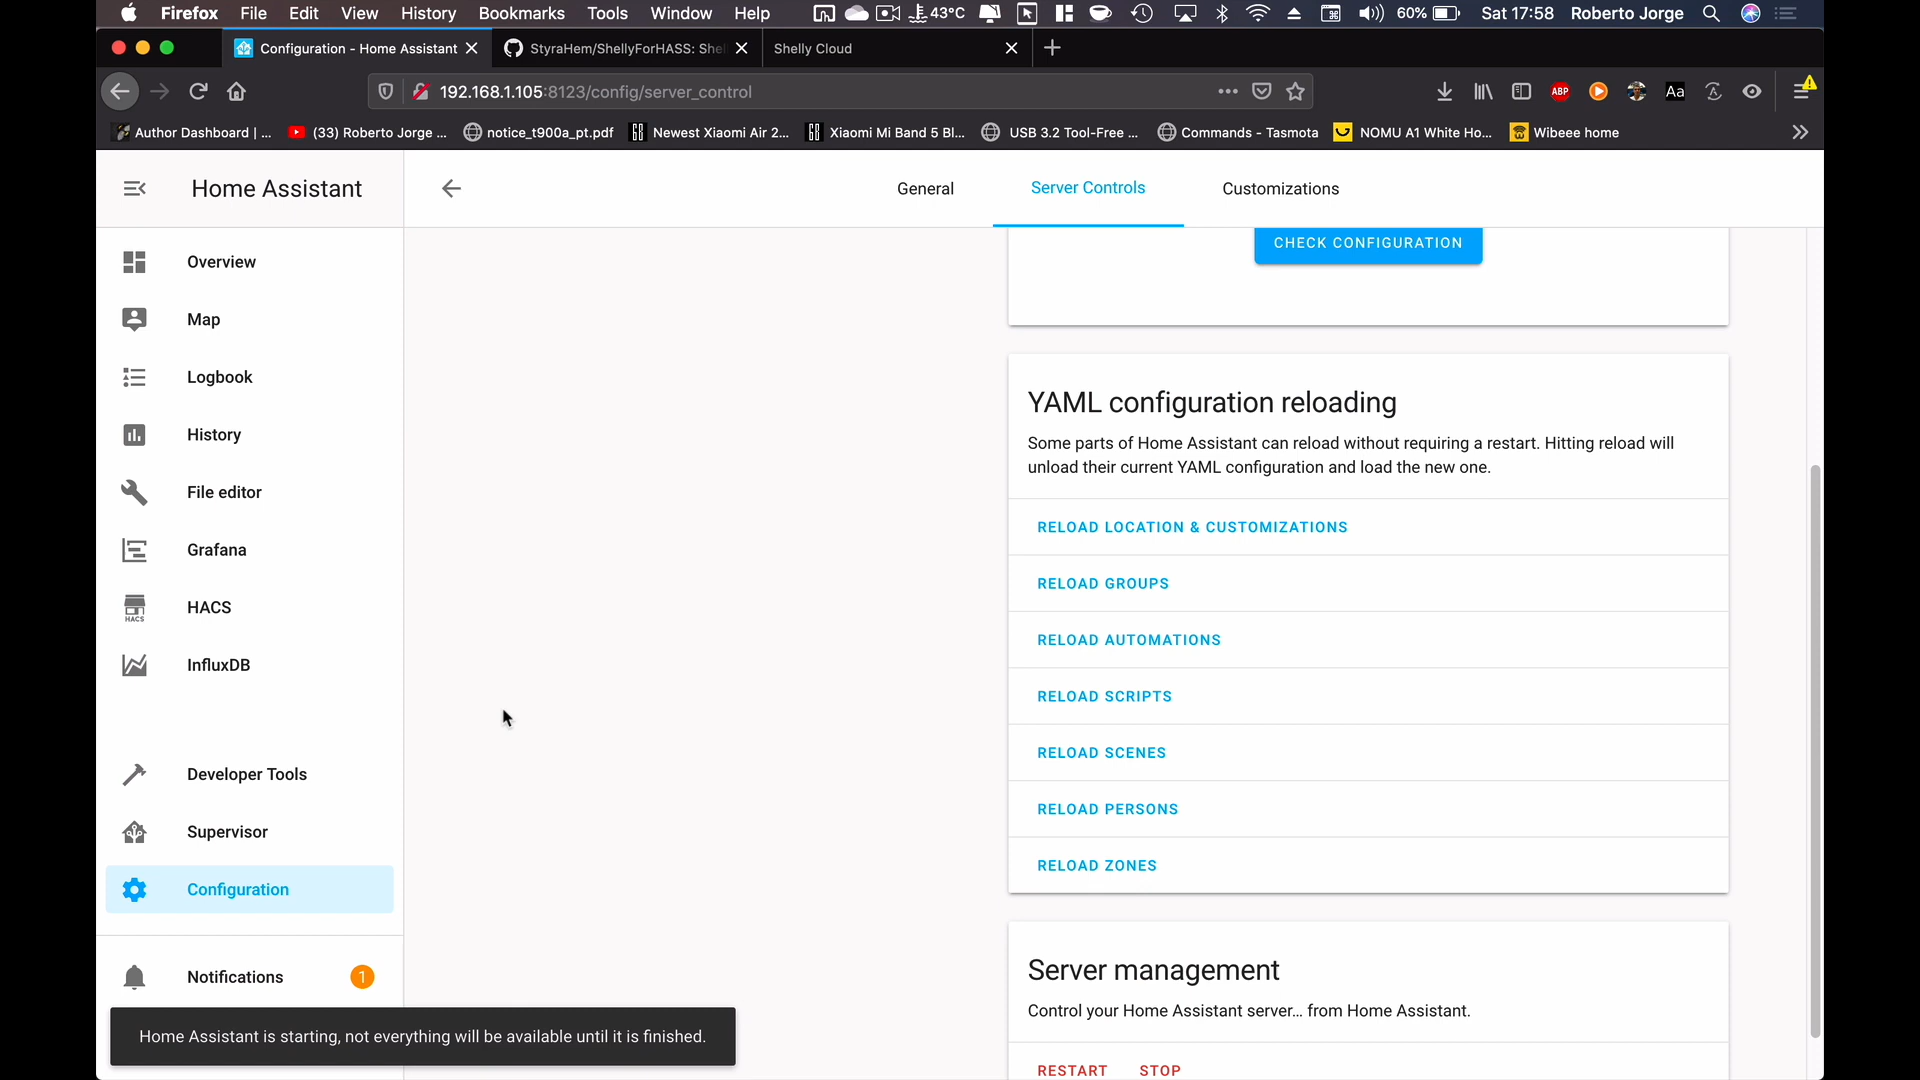 Firefox File Edit View History Bookmarks Tools Window Help 43°C 60% Sat 17:58 Roberto Jorge
Configuration - Home Assistant StyraHem/ShellyForHASS: She Shelly Cloud
192.168.1.105:8123/config/server_control ABP Aa
Author Dashboard | ... (33) Roberto Jorge ... notice_t900a_pt.pdf Newest Xiaomi Air 2... Xiaomi Mi Band 5 Bl... USB 3.2 Tool-Free ... Commands - Tasmota NOMU A1 White Ho... Wibeee home
Home Assistant General Server Controls Customizations
CHECK CONFIGURATION
Overview
Map
Logbook
History
File editor
Grafana
HACS HACS
InfluxDB
Developer Tools
Supervisor
Configuration
Notifications 1
YAML configuration reloading
Some parts of Home Assistant can reload without requiring a restart. Hitting reload will
unload their current YAML configuration and load the new one.
RELOAD LOCATION & CUSTOMIZATIONS
RELOAD GROUPS
RELOAD AUTOMATIONS
RELOAD SCRIPTS
RELOAD SCENES
RELOAD PERSONS
RELOAD ZONES
Server management
Control your Home Assistant server... from Home Assistant.
RESTART STOP
Home Assistant is starting, not everything will be available until it is finished.